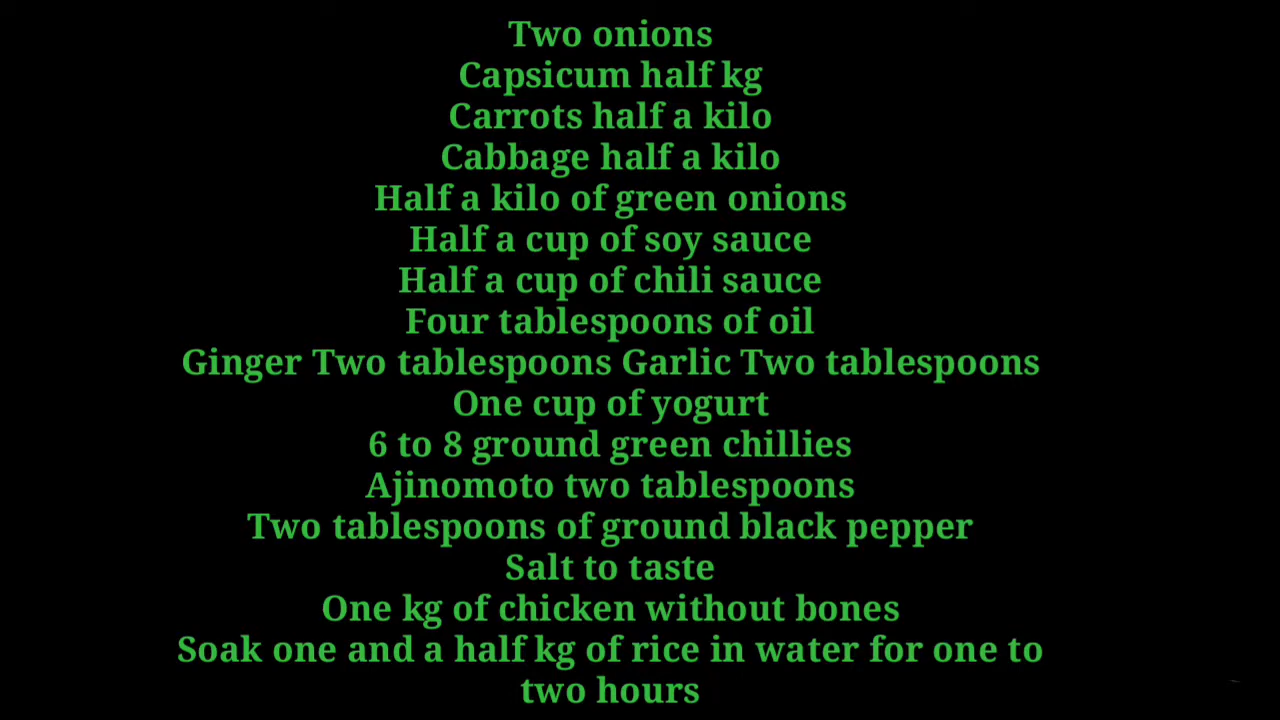 Two onions
Capsicum half kg
Carrots half a kilo
Cabbage half a kilo
Half a kilo of green onions
Half a cup of soy sauce
Half a cup of chili sauce
Four tablespoons of oil
Ginger Two tablespoons Garlic Two tablespoons
One cup of yogurt
6 to 8 ground green chillies
Ajinomoto two tablespoons
Two tablespoons of ground black pepper
Salt to taste
One kg of chicken without bones
Soak one and a half kg of rice in water for one to
two hours